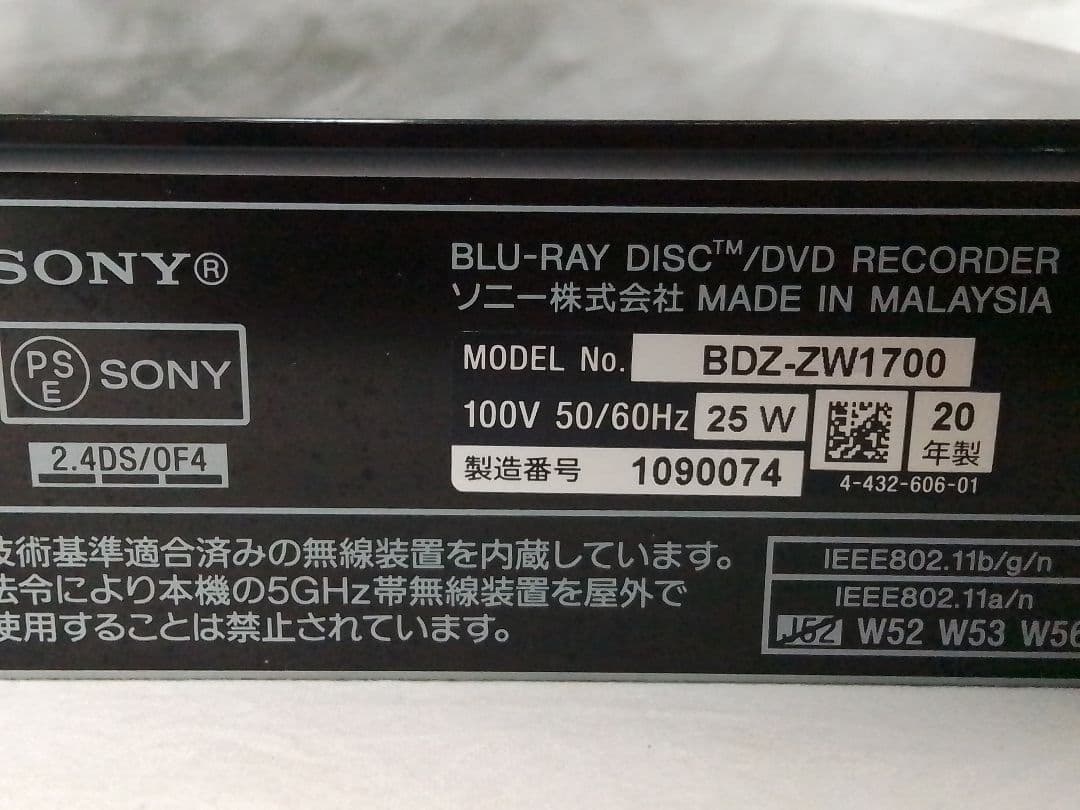 SONY®
BLU-RAY DISC™/DVD RECORDER
ソニー株式会社 MADE IN MALAYSIA
PSE SONY
MODEL No. BDZ-ZW1700
100V 50/60Hz 25 W
20年製
2.4DS/OF4
製造番号 1090074
4-432-606-01
技術基準適合済みの無線装置を内蔵しています。
法令により本機の5GHz帯無線装置を屋外で
使用することは禁止されています。
IEEE802.11b/g/n
IEEE802.11a/n
J52 W52 W53 W56